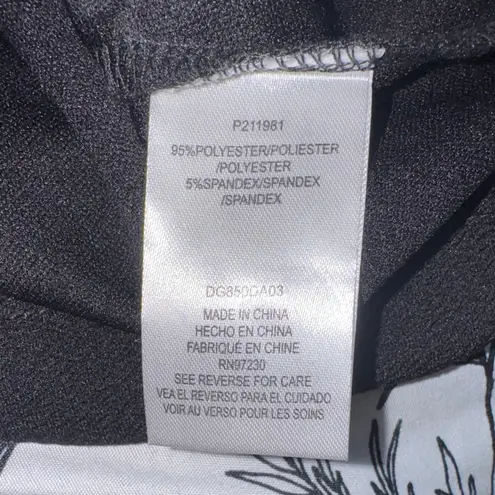 P211981
95%POLYESTER/POLIESTER
/POLYESTER
5%SPANDEX/SPANDEX
/SPANDEX
DG850GA03
MADE IN CHINA
HECHO EN CHINA
FABRIQUÉ EN CHINE
RN97230
SEE REVERSE FOR CARE
VEA EL REVERSO PARA EL CUIDADO
VOIR AU VERSO POUR LES SOINS